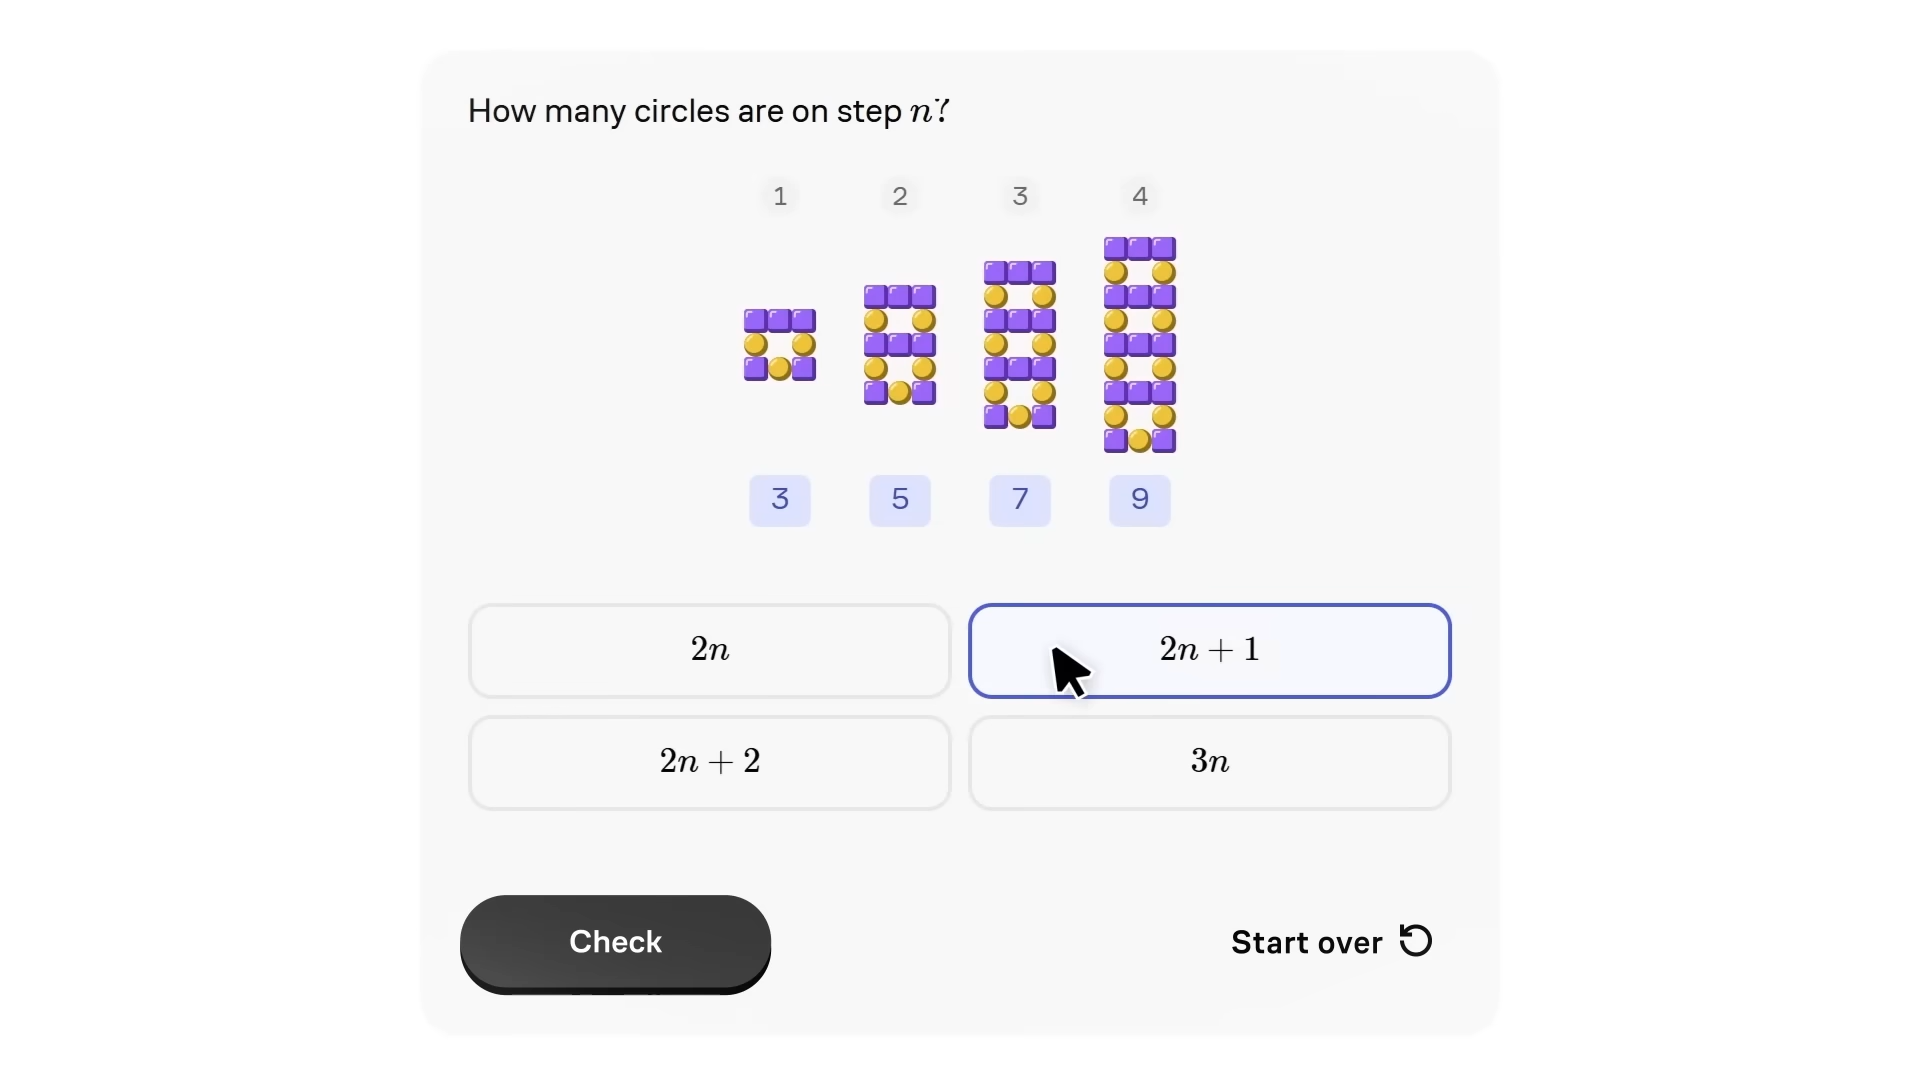 How many circles are on step n?
1 2 3 4
3 5 7 9
2n 2n + 1
2n + 2 3n
Check Start over